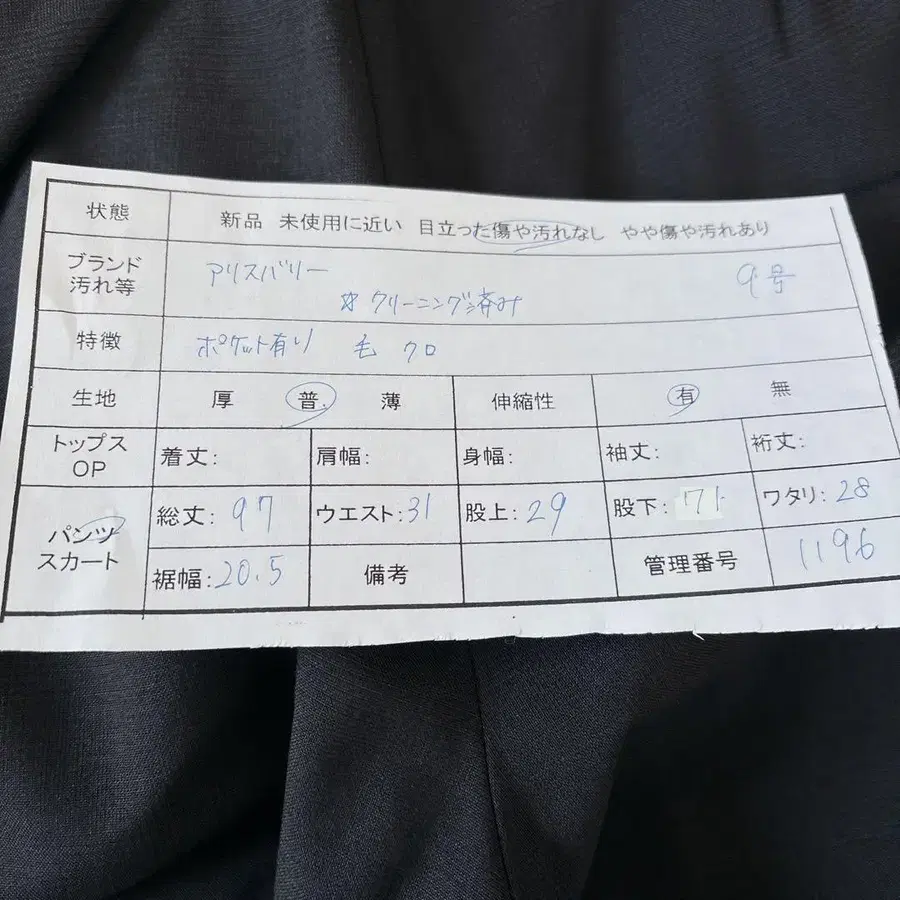 状態 新品 未使用に近い 目立った傷や汚れなし やや傷や汚れあり
ブランド アリスバリー 9号
汚れ等 ☆クリーニング済み
特徴 ポケット有り 毛 クロ
生地 厚 普 薄 伸縮性 有 無
トップス
OP 着丈: 肩幅: 身幅: 袖丈: 裄丈:
パンツ 総丈:97 ウエスト:31 股上:29 股下:71 ワタリ:28
スカート 裾幅:20.5 備考 管理番号 1196